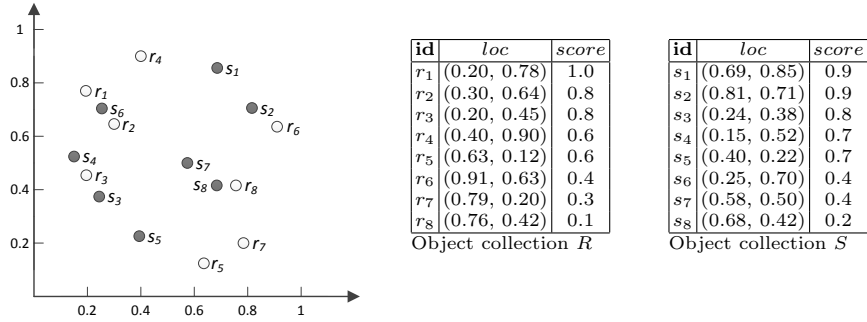 1
0.8
0.6
0.4
0.2
0.2 0.4 0.6 0.8 1
r4
s1
r1
s6
r2
s2
r6
s4
s7
r3
s3
s8
r8
s5
r7
r5
id loc score
r1 (0.20, 0.78) 1.0
r2 (0.30, 0.64) 0.8
r3 (0.20, 0.45) 0.8
r4 (0.40, 0.90) 0.6
r5 (0.63, 0.12) 0.6
r6 (0.91, 0.63) 0.4
r7 (0.79, 0.20) 0.3
r8 (0.76, 0.42) 0.1
Object collection R
id loc score
s1 (0.69, 0.85) 0.9
s2 (0.81, 0.71) 0.9
s3 (0.24, 0.38) 0.8
s4 (0.15, 0.52) 0.7
s5 (0.40, 0.22) 0.7
s6 (0.25, 0.70) 0.4
s7 (0.58, 0.50) 0.4
s8 (0.68, 0.42) 0.2
Object collection S